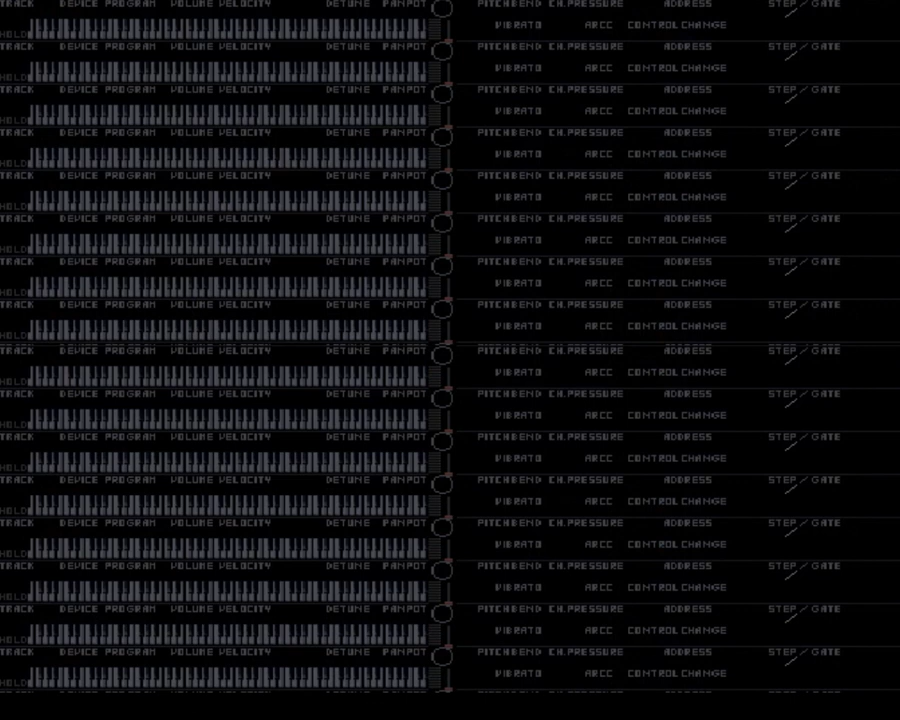 TRACK DEVICE PROGRAM VOLUME VELOCITY DETUNE PANPOT PITCHBEND CH.PRESSURE ADDRESS STEP / GATE
HOLD VIBRATO ARCC CONTROL CHANGE
TRACK DEVICE PROGRAM VOLUME VELOCITY DETUNE PANPOT PITCHBEND CH.PRESSURE ADDRESS STEP / GATE
HOLD VIBRATO ARCC CONTROL CHANGE
TRACK DEVICE PROGRAM VOLUME VELOCITY DETUNE PANPOT PITCHBEND CH.PRESSURE ADDRESS STEP / GATE
HOLD VIBRATO ARCC CONTROL CHANGE
TRACK DEVICE PROGRAM VOLUME VELOCITY DETUNE PANPOT PITCHBEND CH.PRESSURE ADDRESS STEP / GATE
HOLD VIBRATO ARCC CONTROL CHANGE
TRACK DEVICE PROGRAM VOLUME VELOCITY DETUNE PANPOT PITCHBEND CH.PRESSURE ADDRESS STEP / GATE
HOLD VIBRATO ARCC CONTROL CHANGE
TRACK DEVICE PROGRAM VOLUME VELOCITY DETUNE PANPOT PITCHBEND CH.PRESSURE ADDRESS STEP / GATE
HOLD VIBRATO ARCC CONTROL CHANGE
TRACK DEVICE PROGRAM VOLUME VELOCITY DETUNE PANPOT PITCHBEND CH.PRESSURE ADDRESS STEP / GATE
HOLD VIBRATO ARCC CONTROL CHANGE
TRACK DEVICE PROGRAM VOLUME VELOCITY DETUNE PANPOT PITCHBEND CH.PRESSURE ADDRESS STEP / GATE
HOLD VIBRATO ARCC CONTROL CHANGE
TRACK DEVICE PROGRAM VOLUME VELOCITY DETUNE PANPOT PITCHBEND CH.PRESSURE ADDRESS STEP / GATE
HOLD VIBRATO ARCC CONTROL CHANGE
TRACK DEVICE PROGRAM VOLUME VELOCITY DETUNE PANPOT PITCHBEND CH.PRESSURE ADDRESS STEP / GATE
HOLD VIBRATO ARCC CONTROL CHANGE
TRACK DEVICE PROGRAM VOLUME VELOCITY DETUNE PANPOT PITCHBEND CH.PRESSURE ADDRESS STEP / GATE
HOLD VIBRATO ARCC CONTROL CHANGE
TRACK DEVICE PROGRAM VOLUME VELOCITY DETUNE PANPOT PITCHBEND CH.PRESSURE ADDRESS STEP / GATE
HOLD VIBRATO ARCC CONTROL CHANGE
TRACK DEVICE PROGRAM VOLUME VELOCITY DETUNE PANPOT PITCHBEND CH.PRESSURE ADDRESS STEP / GATE
HOLD VIBRATO ARCC CONTROL CHANGE
TRACK DEVICE PROGRAM VOLUME VELOCITY DETUNE PANPOT PITCHBEND CH.PRESSURE ADDRESS STEP / GATE
HOLD VIBRATO ARCC CONTROL CHANGE
TRACK DEVICE PROGRAM VOLUME VELOCITY DETUNE PANPOT PITCHBEND CH.PRESSURE ADDRESS STEP / GATE
HOLD VIBRATO ARCC CONTROL CHANGE
TRACK DEVICE PROGRAM VOLUME VELOCITY DETUNE PANPOT PITCHBEND CH.PRESSURE ADDRESS STEP / GATE
HOLD VIBRATO ARCC CONTROL CHANGE